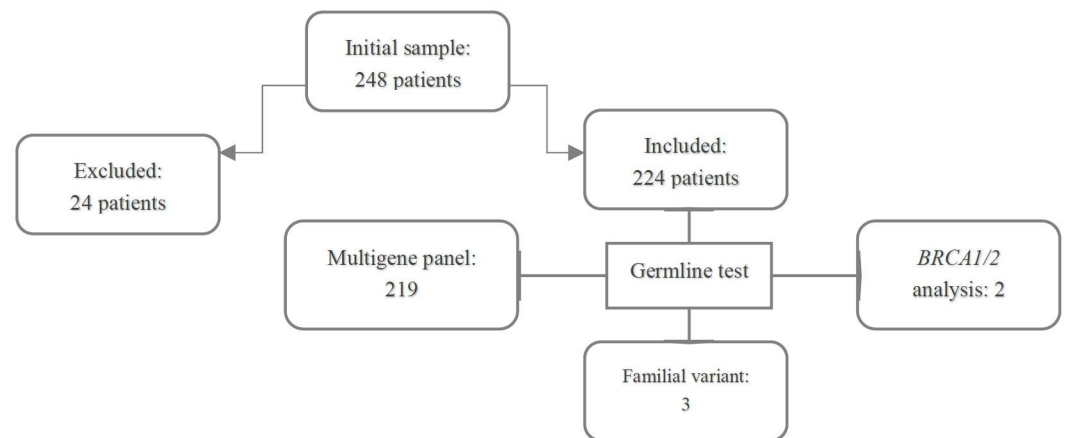 Initial sample:
248 patients
Excluded:
24 patients
Included:
224 patients
Multigene panel:
219
Germline test
BRCA1/2
analysis: 2
Familial variant:
3